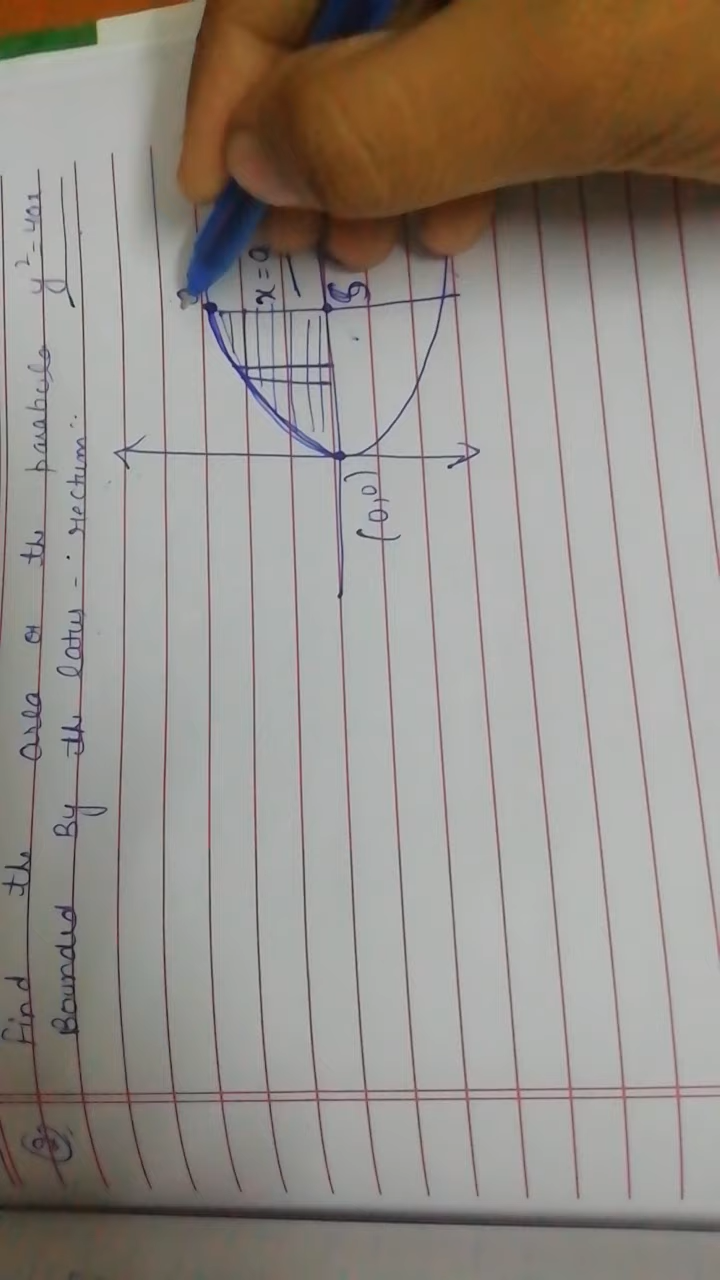 Find the area of the parabola y² = 4ax
Bounded By the latus - rectum :-
x = a
S
(0,0)